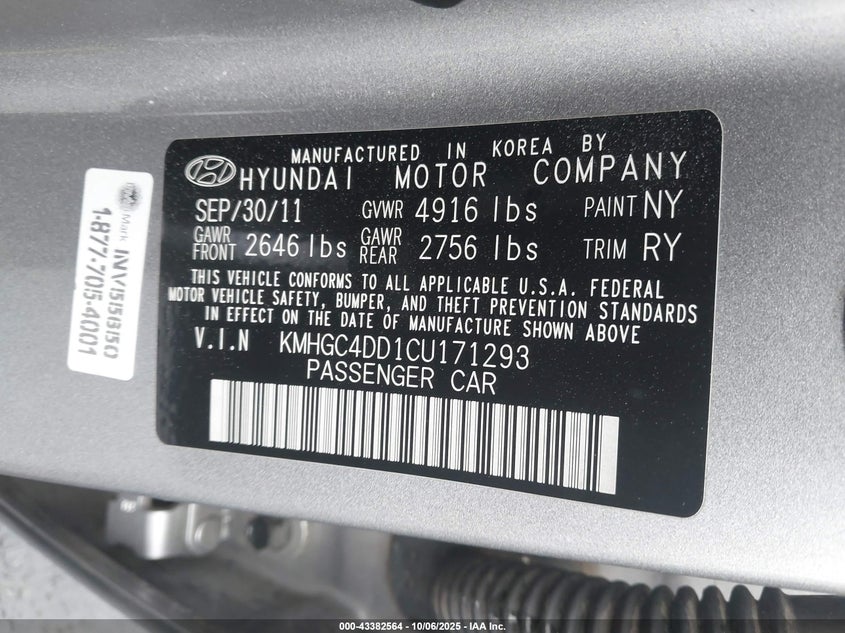 MANUFACTURED IN KOREA BY
HYUNDAI MOTOR COMPANY
SEP/30/11 GVWR 4916 lbs PAINT NY
GAWR FRONT 2646 lbs GAWR REAR 2756 lbs TRIM RY
THIS VEHICLE CONFORMS TO ALL APPLICABLE U.S.A. FEDERAL
MOTOR VEHICLE SAFETY, BUMPER, AND THEFT PREVENTION STANDARDS
IN EFFECT ON THE DATE OF MANUFACTURE SHOWN ABOVE
V.I.N KMHGC4DD1CU171293
PASSENGER CAR
Mark
1-877-705-4001
000-43382564 - 10/06/2025 - IAA Inc.